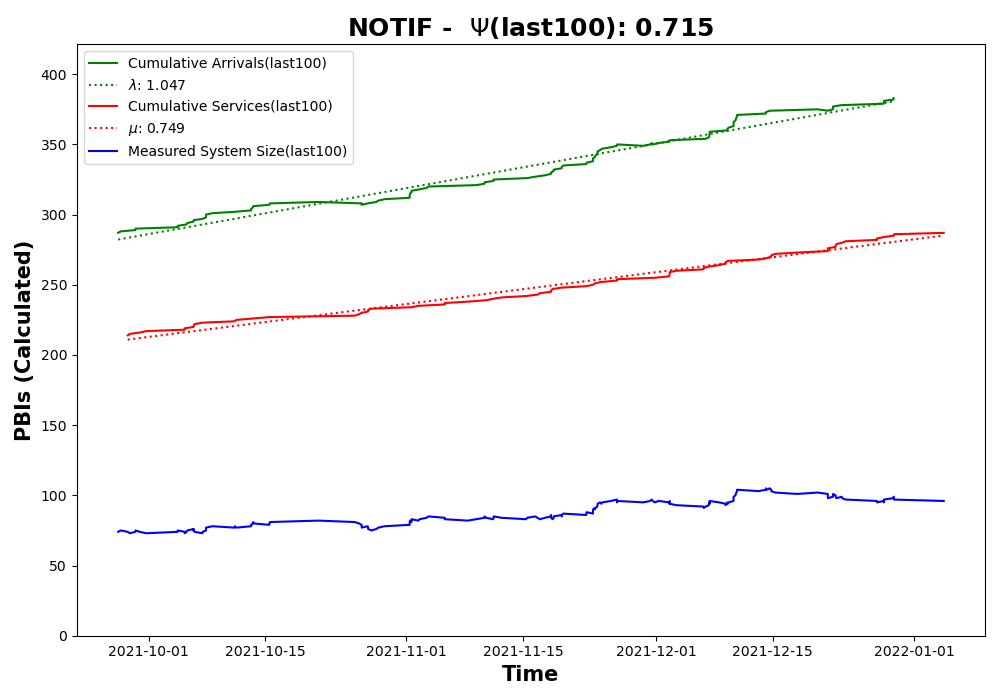 NOTIF - Ψ(last100): 0.715
Cumulative Arrivals(last100)
λ: 1.047
Cumulative Services(last100)
μ: 0.749
Measured System Size(last100)
PBIs (Calculated)
400
350
300
250
200
150
100
50
0
2021-10-01 2021-10-15 2021-11-01 2021-11-15 2021-12-01 2021-12-15 2022-01-01
Time